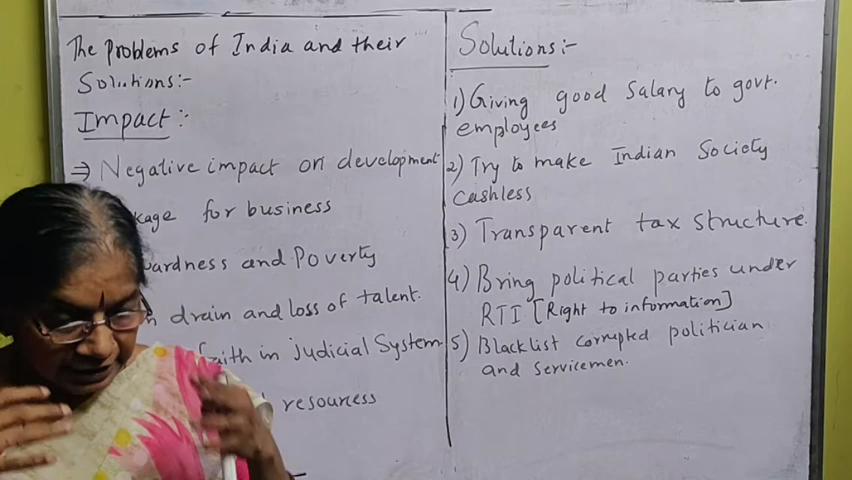 The Problems of India and their
Solutions:-
Impact:-
⇒ Negative impact on development
for business
and Poverty
drain and loss of talent.
faith in judicial System
resources
Solutions:-
1) Giving good Salary to govt.
employees
2) Try to make Indian Society
Cashless
3) Transparent tax structure.
4) Bring political parties under
RTI [Right to information]
5) Blacklist corrupted politician
and servicemen.